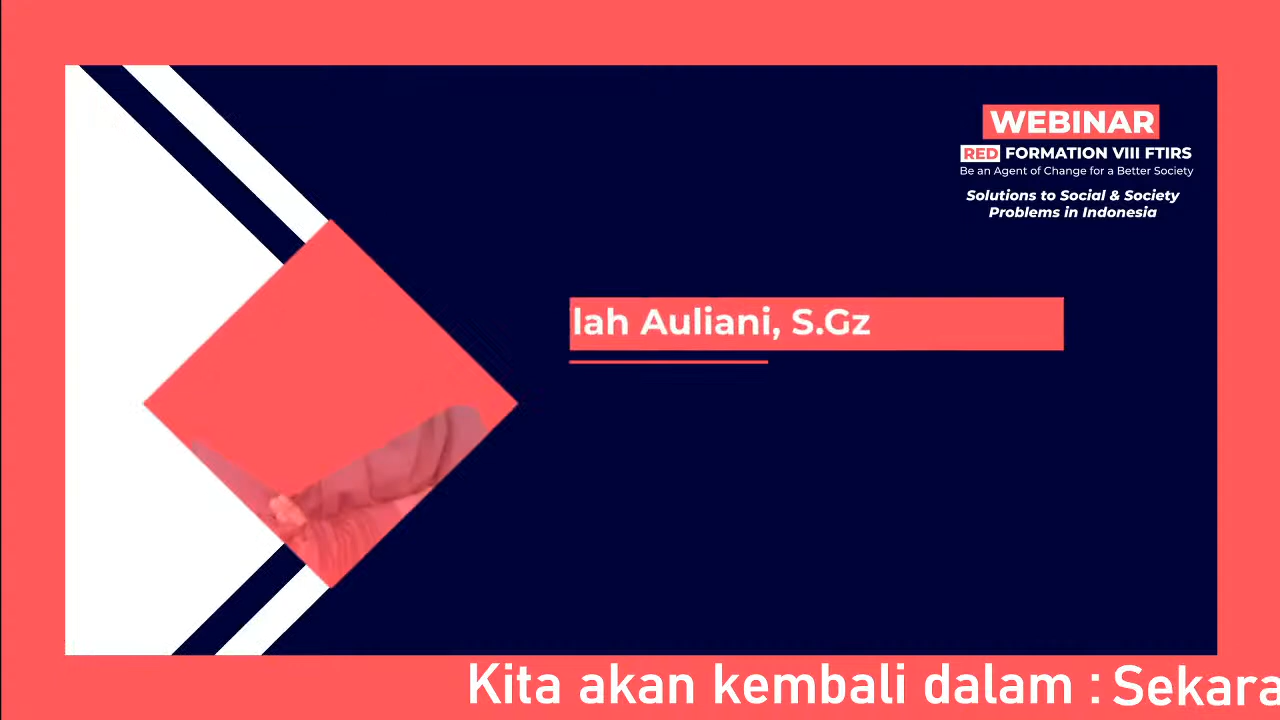 WEBINAR
RED FORMATION VIII FTIRS
Be an Agent of Change for a Better Society
Solutions to Social & Society
Problems in Indonesia
lah Auliani, S.Gz
Kita akan kembali dalam : Sekara